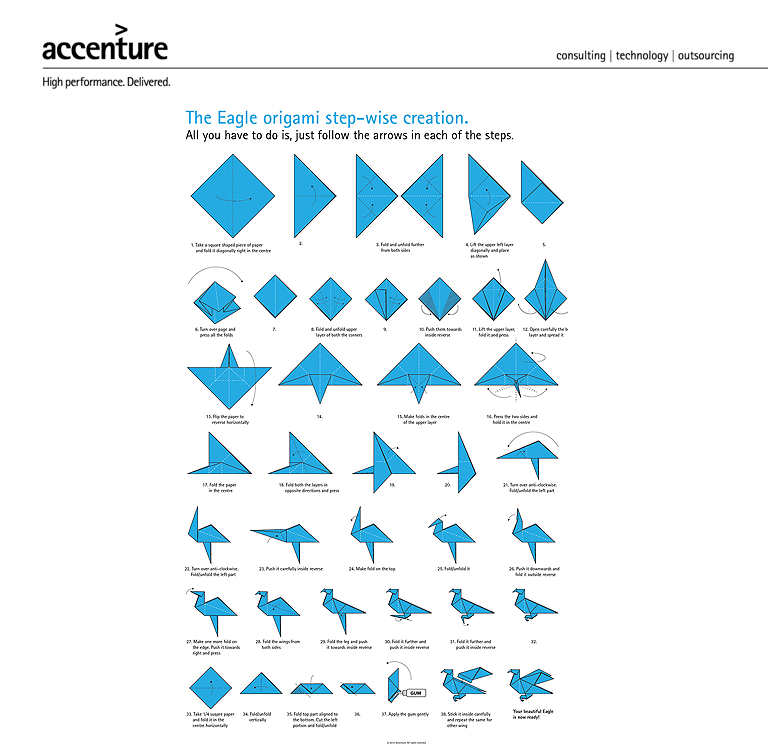 accenture
High performance. Delivered.
consulting | technology | outsourcing
The Eagle origami step-wise creation.
All you have to do is, just follow the arrows in each of the steps.
1. Take a square shaped piece of paper
and fold it diagonally right in the centre
2.
3. Fold and unfold further
from both sides
4. Lift the upper left layer
diagonally and place
as shown
5.
6. Turn over page and
press all the folds
7.
8. Fold and unfold upper
layer of both the corners
9.
10. Push them towards
inside reverse
11. Lift the upper layer,
fold it and press
12. Open carefully the b
layer and spread it
13. Flip the paper to
reverse horizontally
14.
15. Make folds in the centre
of the upper layer
16. Press the two sides and
hold it in the centre
17. Fold the paper
in the centre
18. Fold both the layers in
opposite directions and press
19.
20.
21. Turn over anti-clockwise.
Fold/unfold the left part
22. Turn over anti-clockwise.
Fold/unfold the left part
23. Push it carefully inside reverse
24. Make fold on the top.
25. Fold/unfold it
26. Push it downwards and
fold it outside reverse
27. Make one more fold on
the edge. Push it towards
right and press
28. Fold the wings from
both sides
29. Fold the leg and push
it towards inside reverse
30. Fold it further and
push it inside reverse
31. Fold it further and
push it inside reverse
32.
33. Take 1/4 square paper
and fold it in the
centre horizontally
34. Fold/unfold
vertically
35. Fold top part aligned to
the bottom. Cut the left
portion and fold/unfold
36.
GUM
37. Apply the gum gently
38. Stick it inside carefully
and repeat the same for
other wing
Your beautiful Eagle
is now ready!
© 2012 Accenture All rights reserved